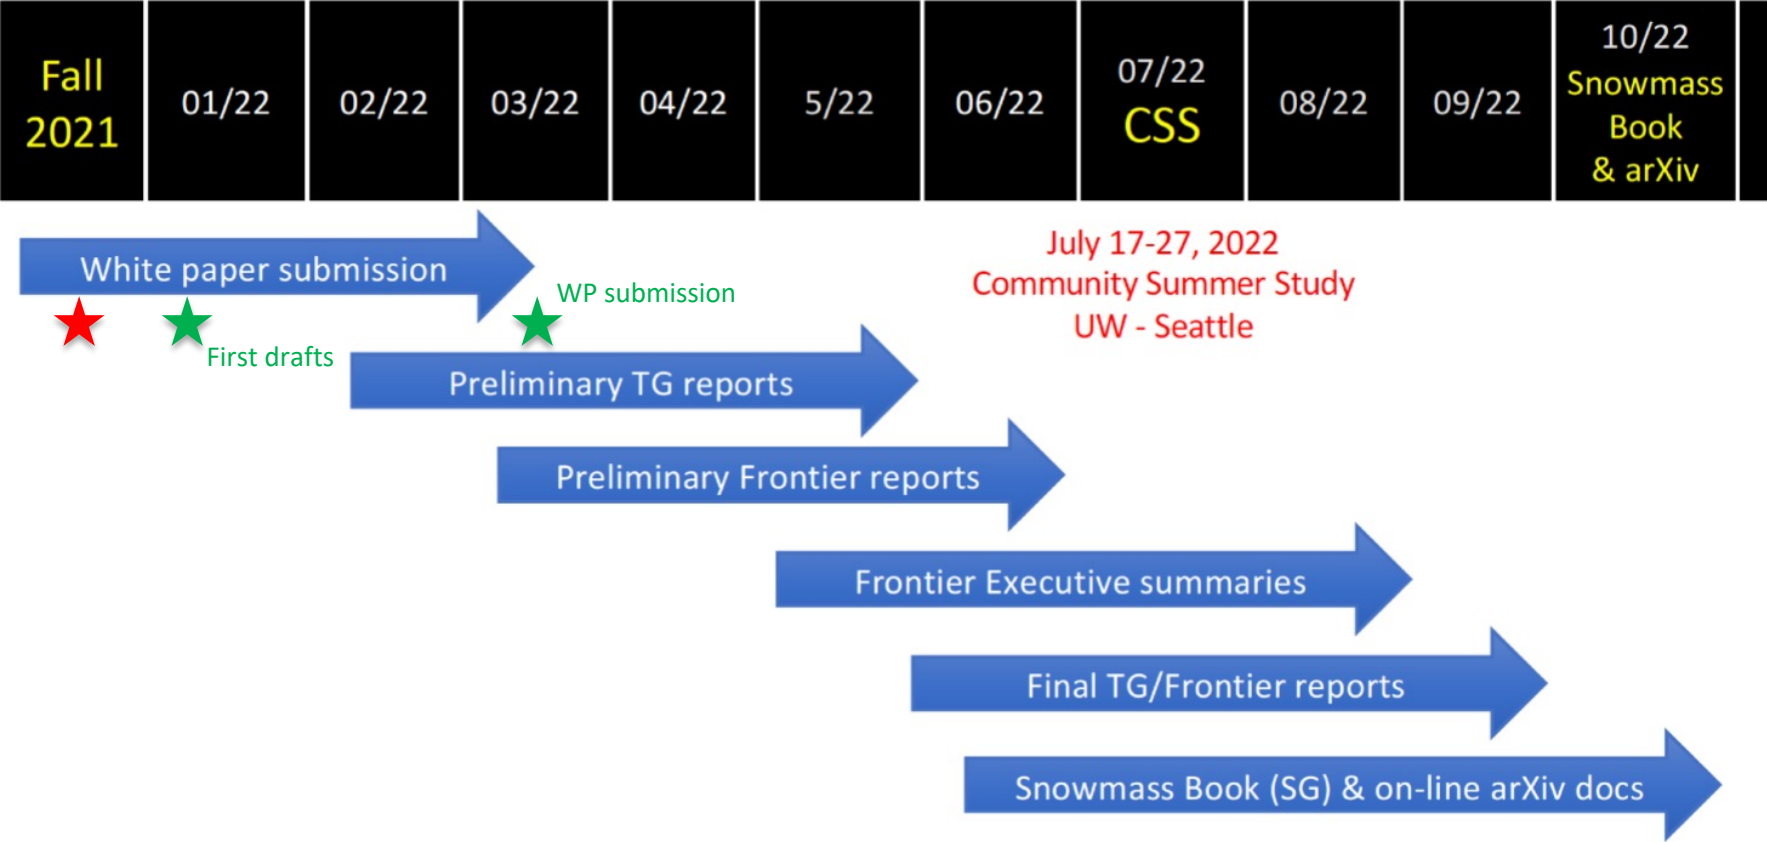 Fall
2021
01/22
02/22
03/22
04/22
5/22
06/22
07/22
CSS
08/22
09/22
10/22
Snowmass
Book
& arXiv
White paper submission
First drafts
WP submission
July 17-27, 2022
Community Summer Study
UW - Seattle
Preliminary TG reports
Preliminary Frontier reports
Frontier Executive summaries
Final TG/Frontier reports
Snowmass Book (SG) & on-line arXiv docs